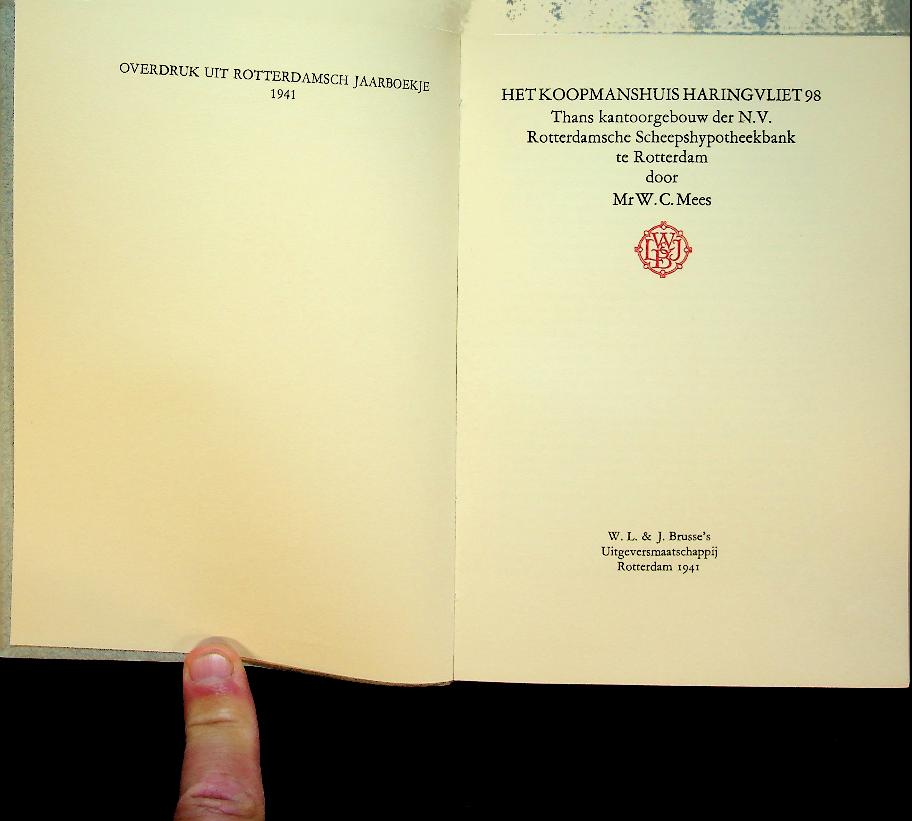 OVERDRUK UIT ROTTERDAMSCH JAARBOEKJE
1941
HET KOOPMANSHUIS HARINGVLIET 98
Thans kantoorgebouw der N.V.
Rotterdamsche Scheepshypotheekbank
te Rotterdam
door
Mr W. C. Mees
W. L. & J. Brusse's
Uitgeversmaatschappij
Rotterdam 1941